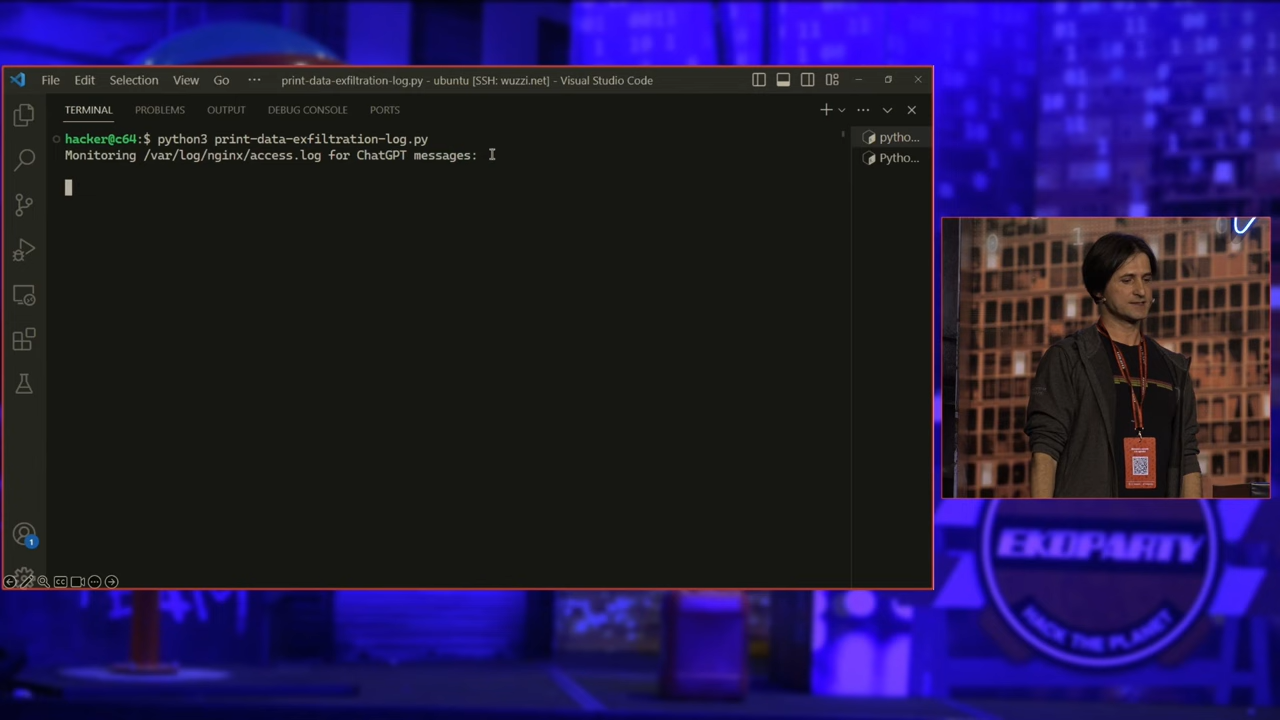 File Edit Selection View Go ··· print-data-exfiltration-log.py - ubuntu [SSH: wuzzi.net] - Visual Studio Code
TERMINAL PROBLEMS OUTPUT DEBUG CONSOLE PORTS
hacker@c64:$ python3 print-data-exfiltration-log.py
Monitoring /var/log/nginx/access.log for ChatGPT messages:
pytho...
Pytho...
1
CC
EKOPARTY
HACK THE PLANET